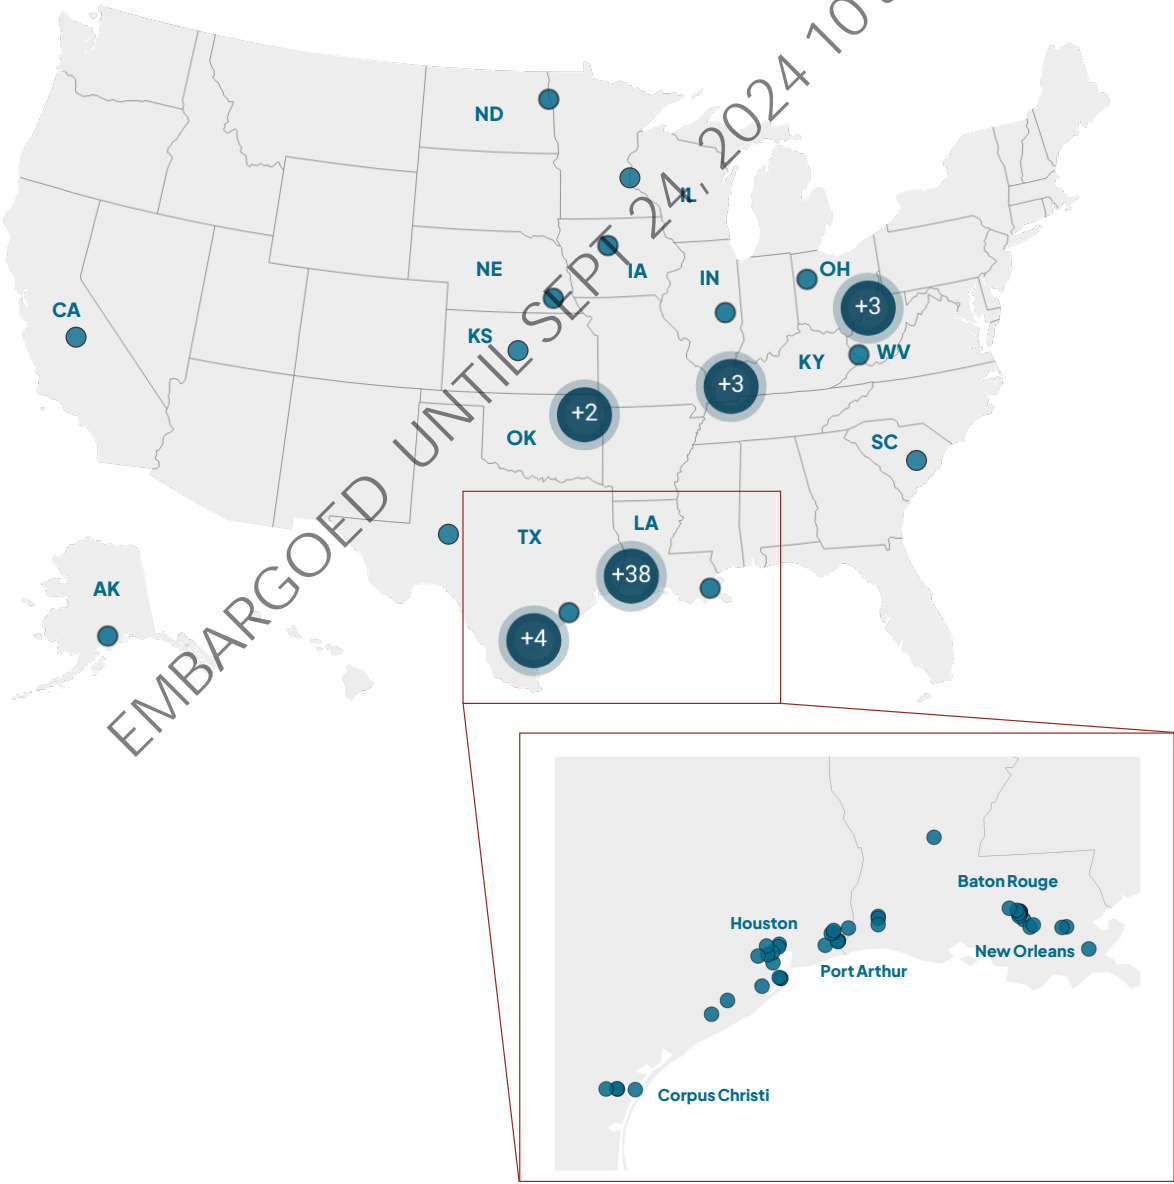 EMBARGOED UNTIL SEPT 24, 2024 10:
ND
IL
NE
IA
IN
OH
CA
+3
KS
KY
WV
+3
+2
OK
SC
TX
LA
+38
AK
+4
Baton Rouge
Houston
New Orleans
Port Arthur
Corpus Christi